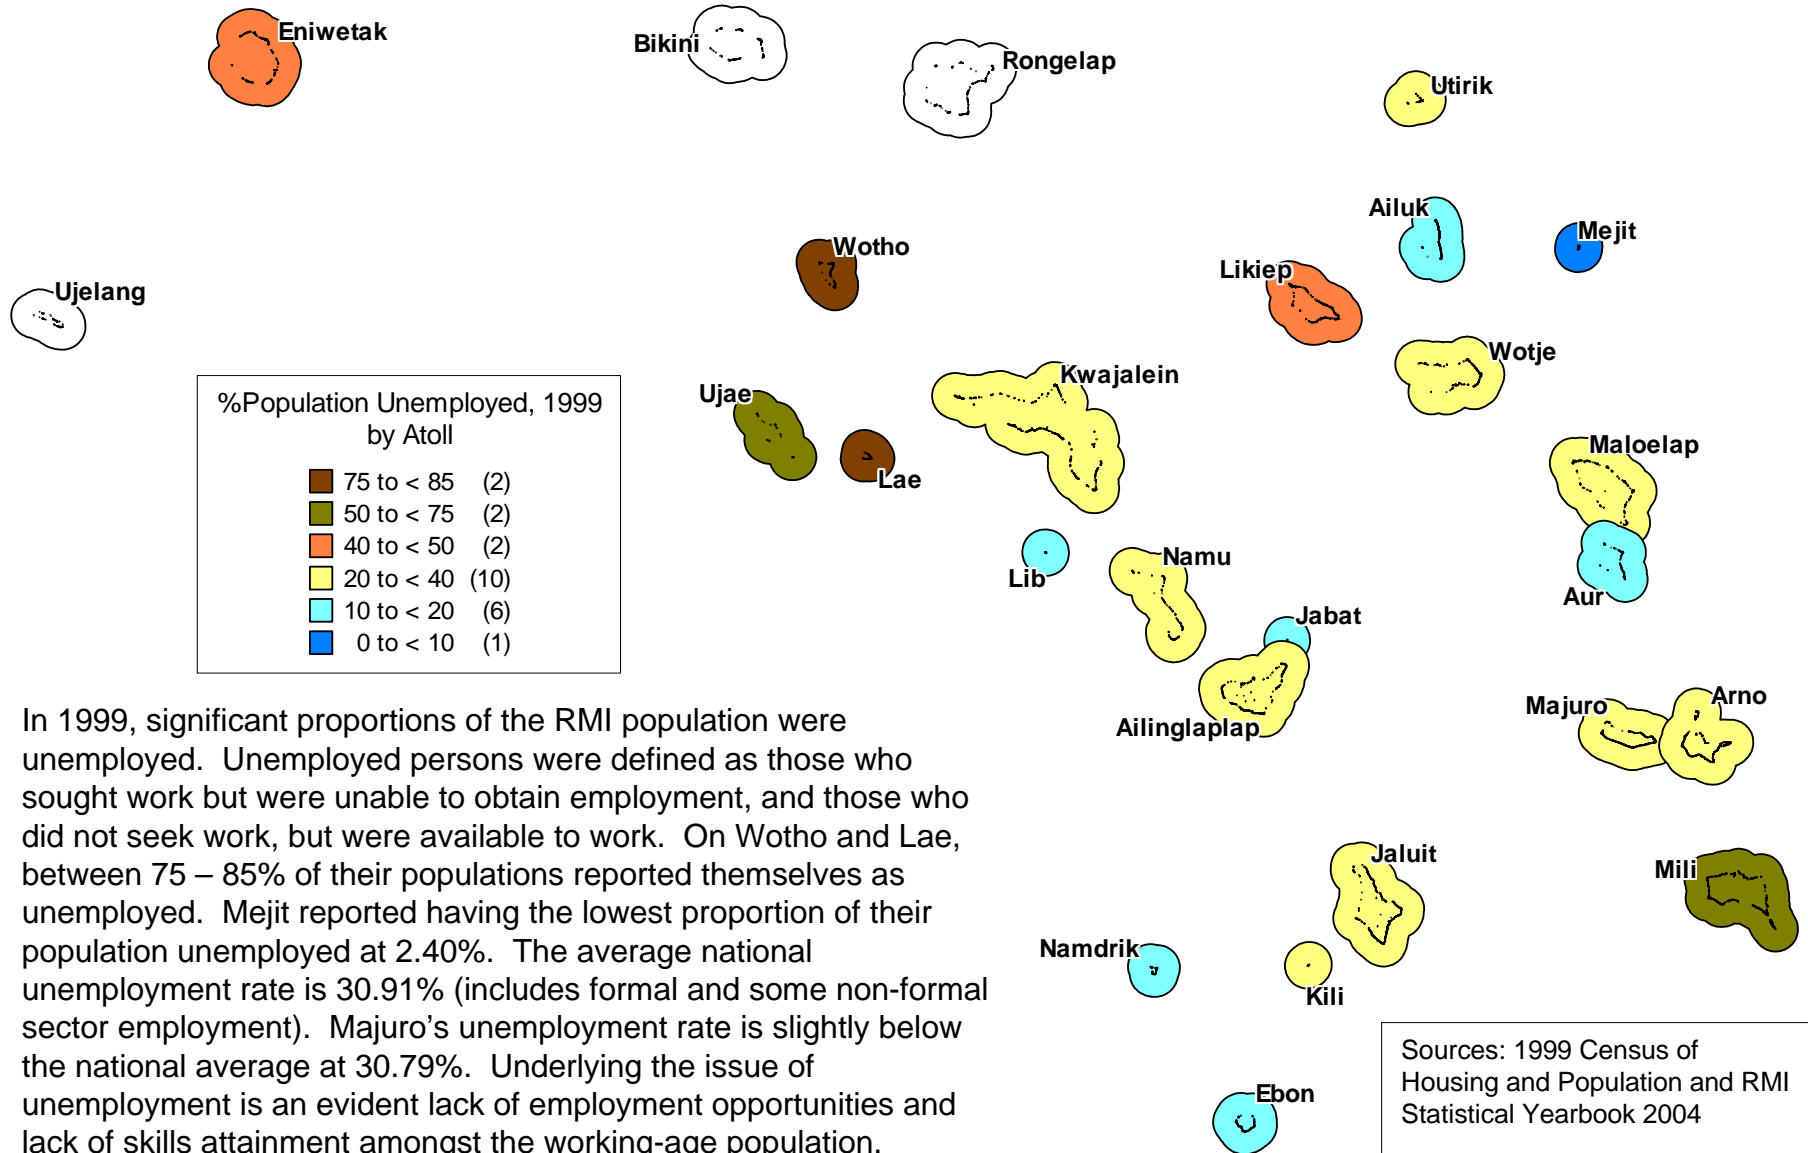 Eniwetak
Bikini
Rongelap
Utirik
Ailuk
Mejit
Wotho
Likiep
Ujelang
Wotje
Kwajalein
Ujae
Maloelap
Lae
%Population Unemployed, 1999
by Atoll
75 to < 85 (2)
50 to < 75 (2)
40 to < 50 (2)
20 to < 40 (10)
10 to < 20 (6)
0 to < 10 (1)
Namu
Lib
Aur
Jabat
Arno
Majuro
Ailinglaplap
In 1999, significant proportions of the RMI population were
unemployed. Unemployed persons were defined as those who
sought work but were unable to obtain employment, and those who
did not seek work, but were available to work. On Wotho and Lae,
between 75 – 85% of their populations reported themselves as
unemployed. Mejit reported having the lowest proportion of their
population unemployed at 2.40%. The average national
unemployment rate is 30.91% (includes formal and some non-formal
sector employment). Majuro’s unemployment rate is slightly below
the national average at 30.79%. Underlying the issue of
unemployment is an evident lack of employment opportunities and
lack of skills attainment amongst the working-age population.
Jaluit
Mili
Namdrik
Kili
Ebon
Sources: 1999 Census of
Housing and Population and RMI
Statistical Yearbook 2004